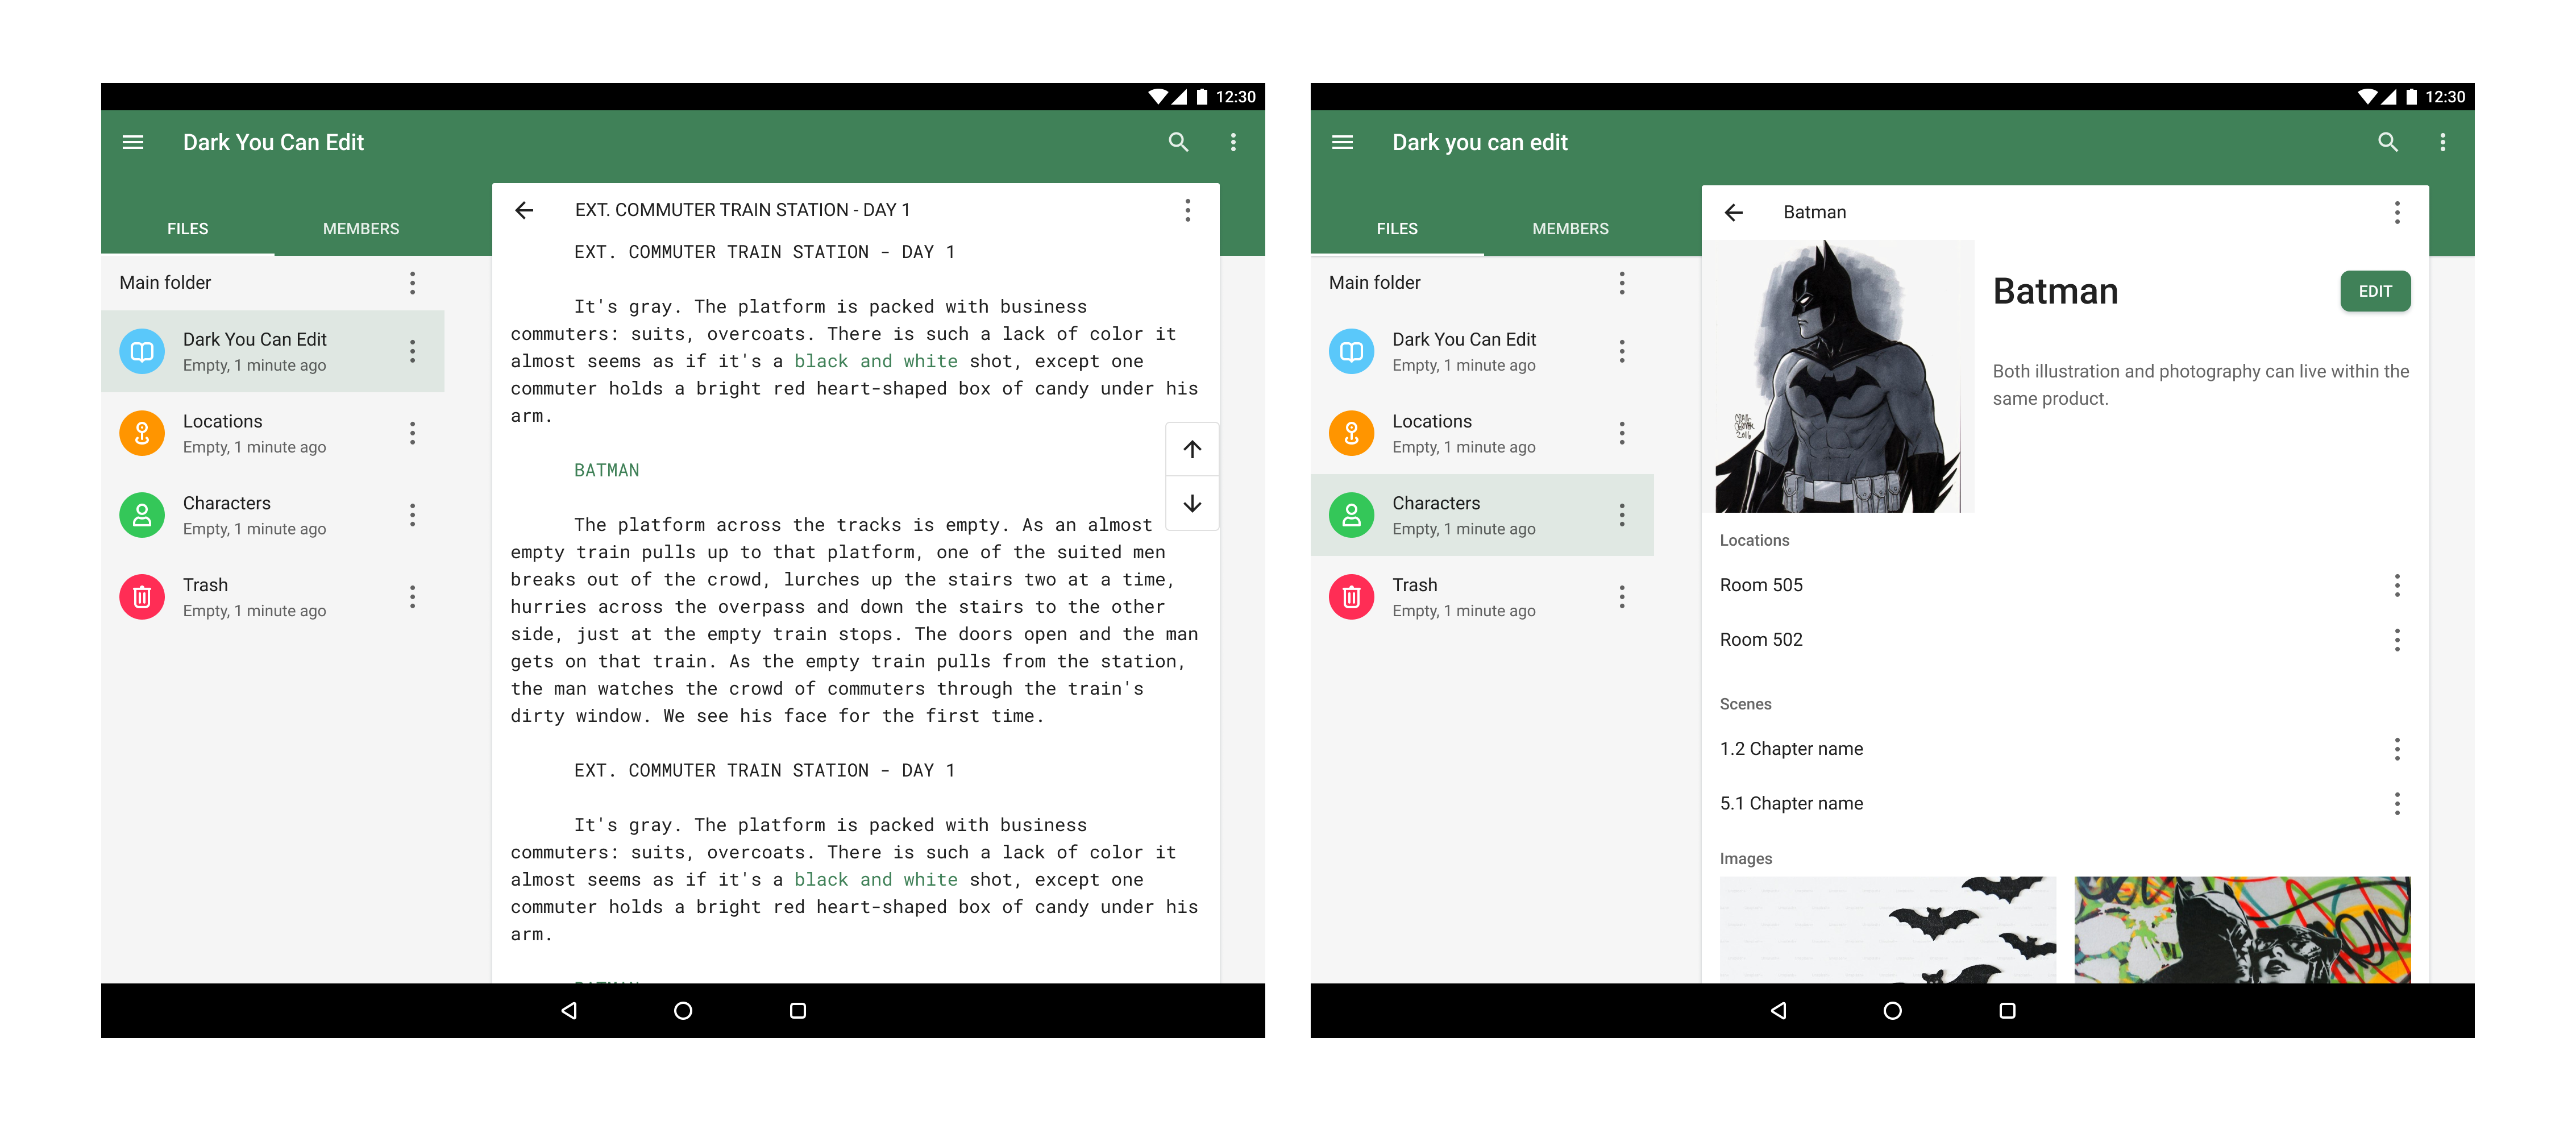 12:30
Dark You Can Edit
FILES
MEMBERS
Main folder
Dark You Can Edit
Empty, 1 minute ago
Locations
Empty, 1 minute ago
Characters
Empty, 1 minute ago
Trash
Empty, 1 minute ago
EXT. COMMUTER TRAIN STATION - DAY 1
EXT. COMMUTER TRAIN STATION - DAY 1
It's gray. The platform is packed with business
commuters: suits, overcoats. There is such a lack of color it
almost seems as if it's a black and white shot, except one
commuter holds a bright red heart-shaped box of candy under his
arm.
BATMAN
The platform across the tracks is empty. As an almost
empty train pulls up to that platform, one of the suited men
breaks out of the crowd, lurches up the stairs two at a time,
hurries across the overpass and down the stairs to the other
side, just at the empty train stops. The doors open and the man
gets on that train. As the empty train pulls from the station,
the man watches the crowd of commuters through the train's
dirty window. We see his face for the first time.
EXT. COMMUTER TRAIN STATION - DAY 1
It's gray. The platform is packed with business
commuters: suits, overcoats. There is such a lack of color it
almost seems as if it's a black and white shot, except one
commuter holds a bright red heart-shaped box of candy under his
arm.
12:30
Dark you can edit
FILES
MEMBERS
Main folder
Dark You Can Edit
Empty, 1 minute ago
Locations
Empty, 1 minute ago
Characters
Empty, 1 minute ago
Trash
Empty, 1 minute ago
Batman
Batman
EDIT
Both illustration and photography can live within the
same product.
Locations
Room 505
Room 502
Scenes
1.2 Chapter name
5.1 Chapter name
Images